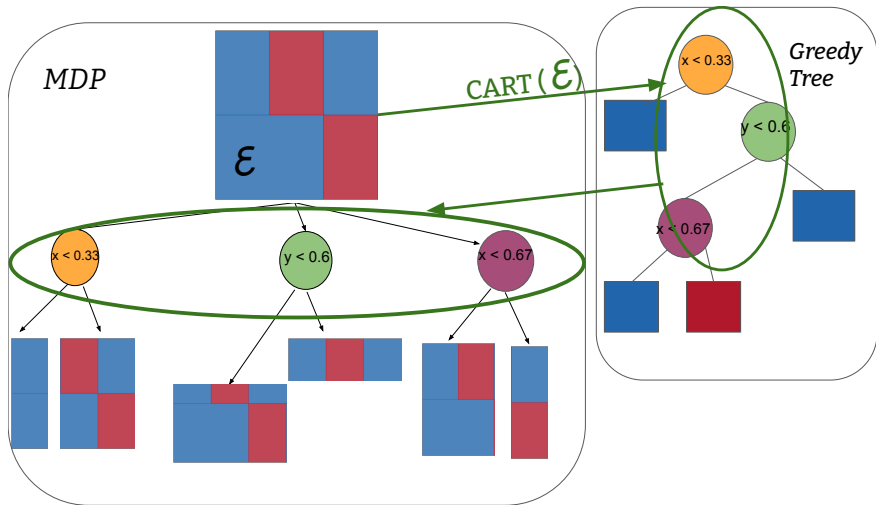 MDP
ℰ
CART(ℰ)
x < 0.33
y < 0.6
x < 0.67
Greedy
Tree
x < 0.33
y < 0.6
x < 0.67